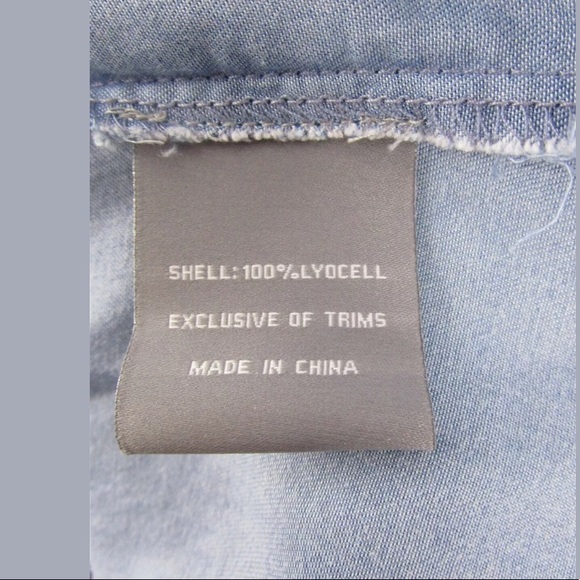 SHELL: 100%LYOCELL
EXCLUSIVE OF TRIMS
MADE IN CHINA